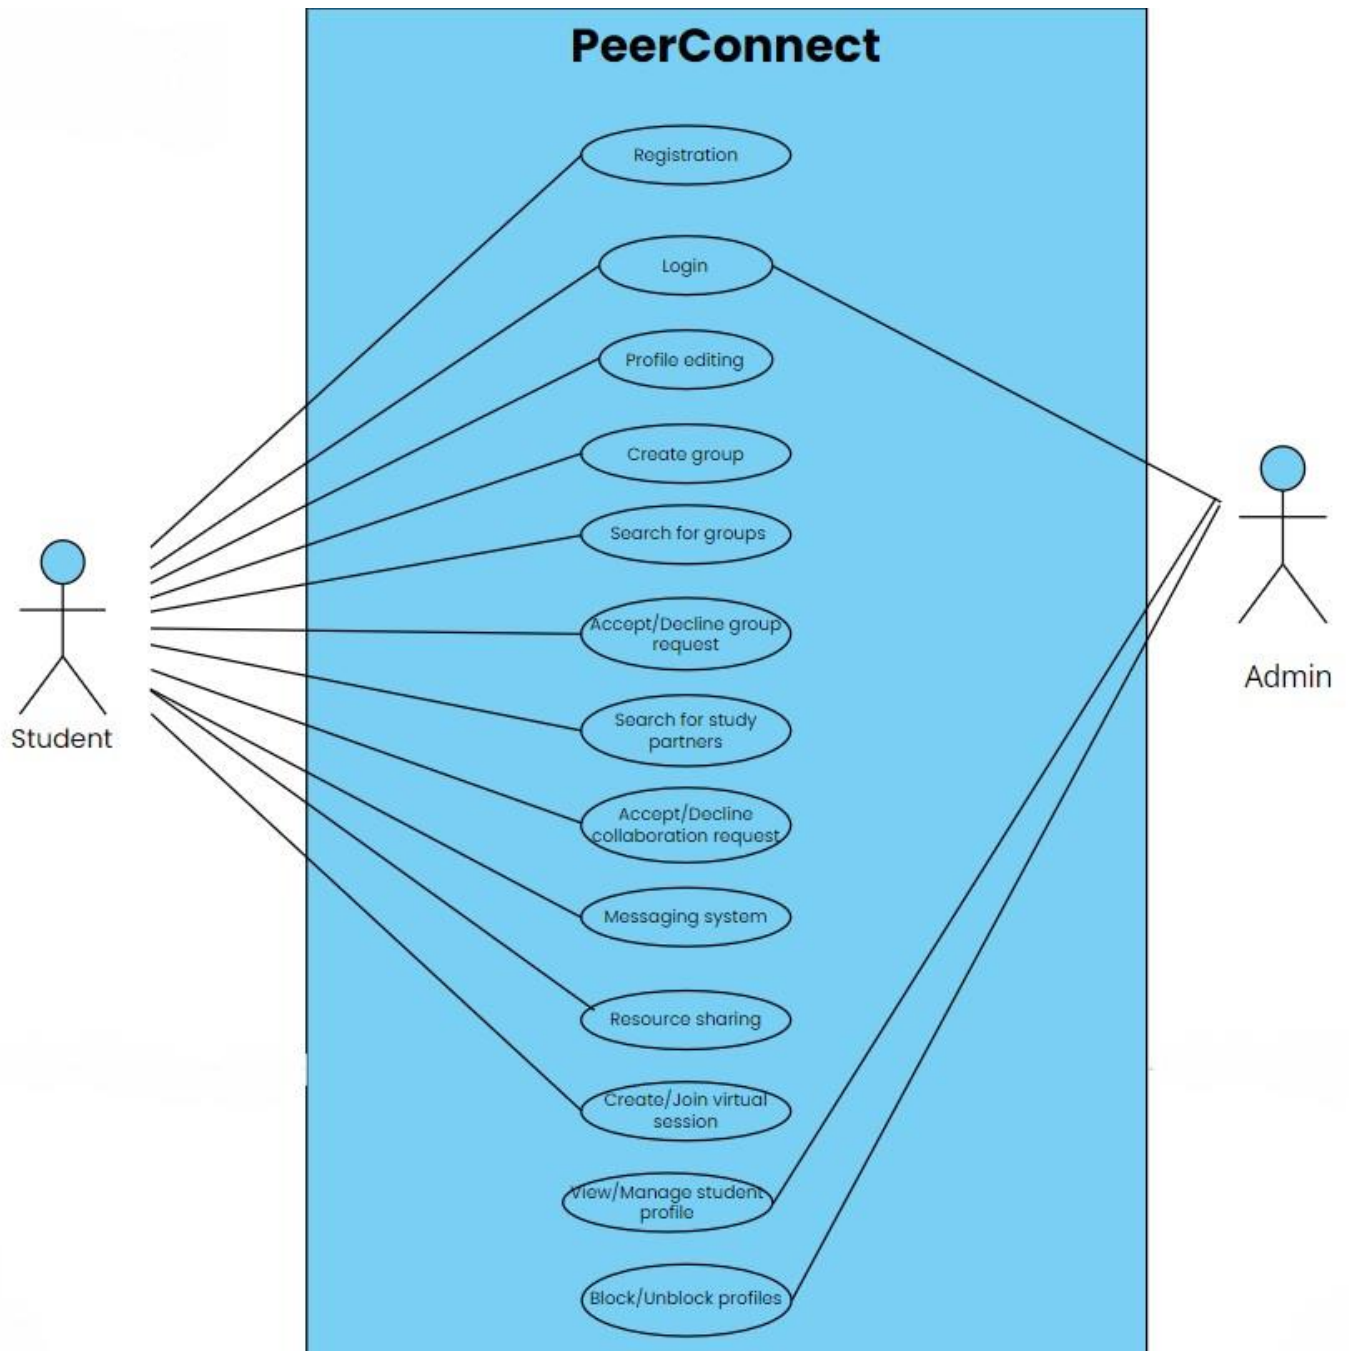 PeerConnect
Registration
Login
Profile editing
Create group
Search for groups
Accept/Decline group
request
Search for study
partners
Accept/Decline
collaboration request
Messaging system
Resource sharing
Create/Join virtual
session
View/Manage student
profile
Block/Unblock profiles
Student
Admin